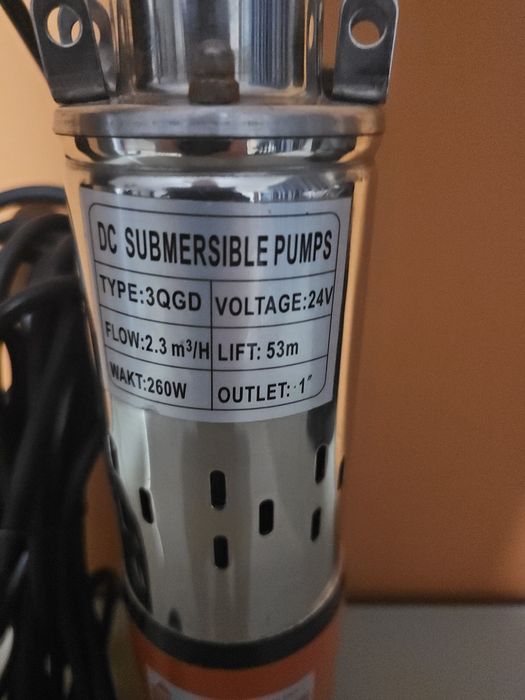 DC SUBMERSIBLE PUMPS
TYPE:3QGD VOLTAGE:24V
FLOW:2.3 m³/H LIFT: 53m
WAKT:260W OUTLET: 1"